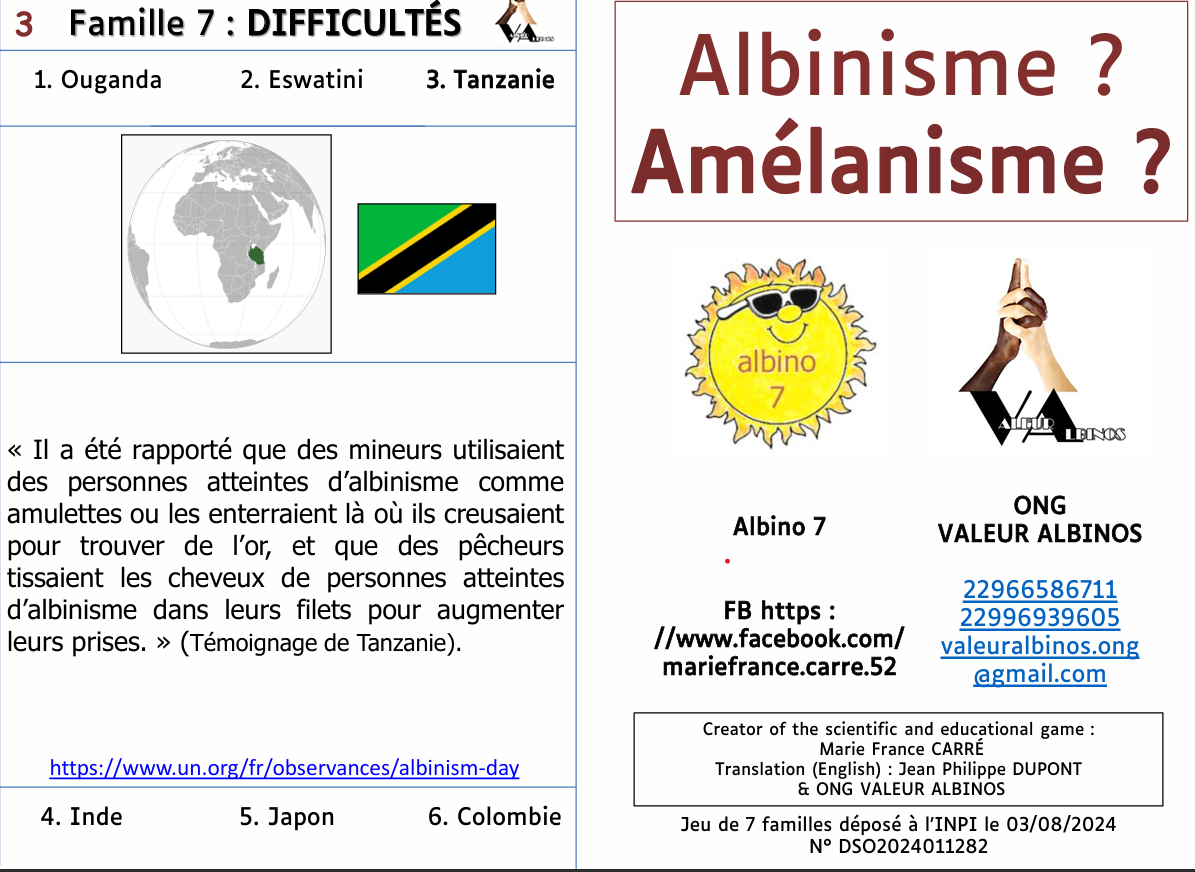 3 Famille 7 : DIFFICULTÉS
VALEUR ALBINOS
1. Ouganda 2. Eswatini 3. Tanzanie
« Il a été rapporté que des mineurs utilisaient
des personnes atteintes d’albinisme comme
amulettes ou les enterraient là où ils creusaient
pour trouver de l’or, et que des pêcheurs
tissaient les cheveux de personnes atteintes
d’albinisme dans leurs filets pour augmenter
leurs prises. » (Témoignage de Tanzanie).
https://www.un.org/fr/observances/albinism-day
4. Inde 5. Japon 6. Colombie
Albinisme ?
Amélanisme ?
albino
7
VALEUR ALBINOS
Albino 7
FB https :
//www.facebook.com/
mariefrance.carre.52
ONG
VALEUR ALBINOS
22966586711
22996939605
valeuralbinos.ong
@gmail.com
Creator of the scientific and educational game :
Marie France CARRÉ
Translation (English) : Jean Philippe DUPONT
& ONG VALEUR ALBINOS
Jeu de 7 familles déposé à l’INPI le 03/08/2024
N° DSO2024011282